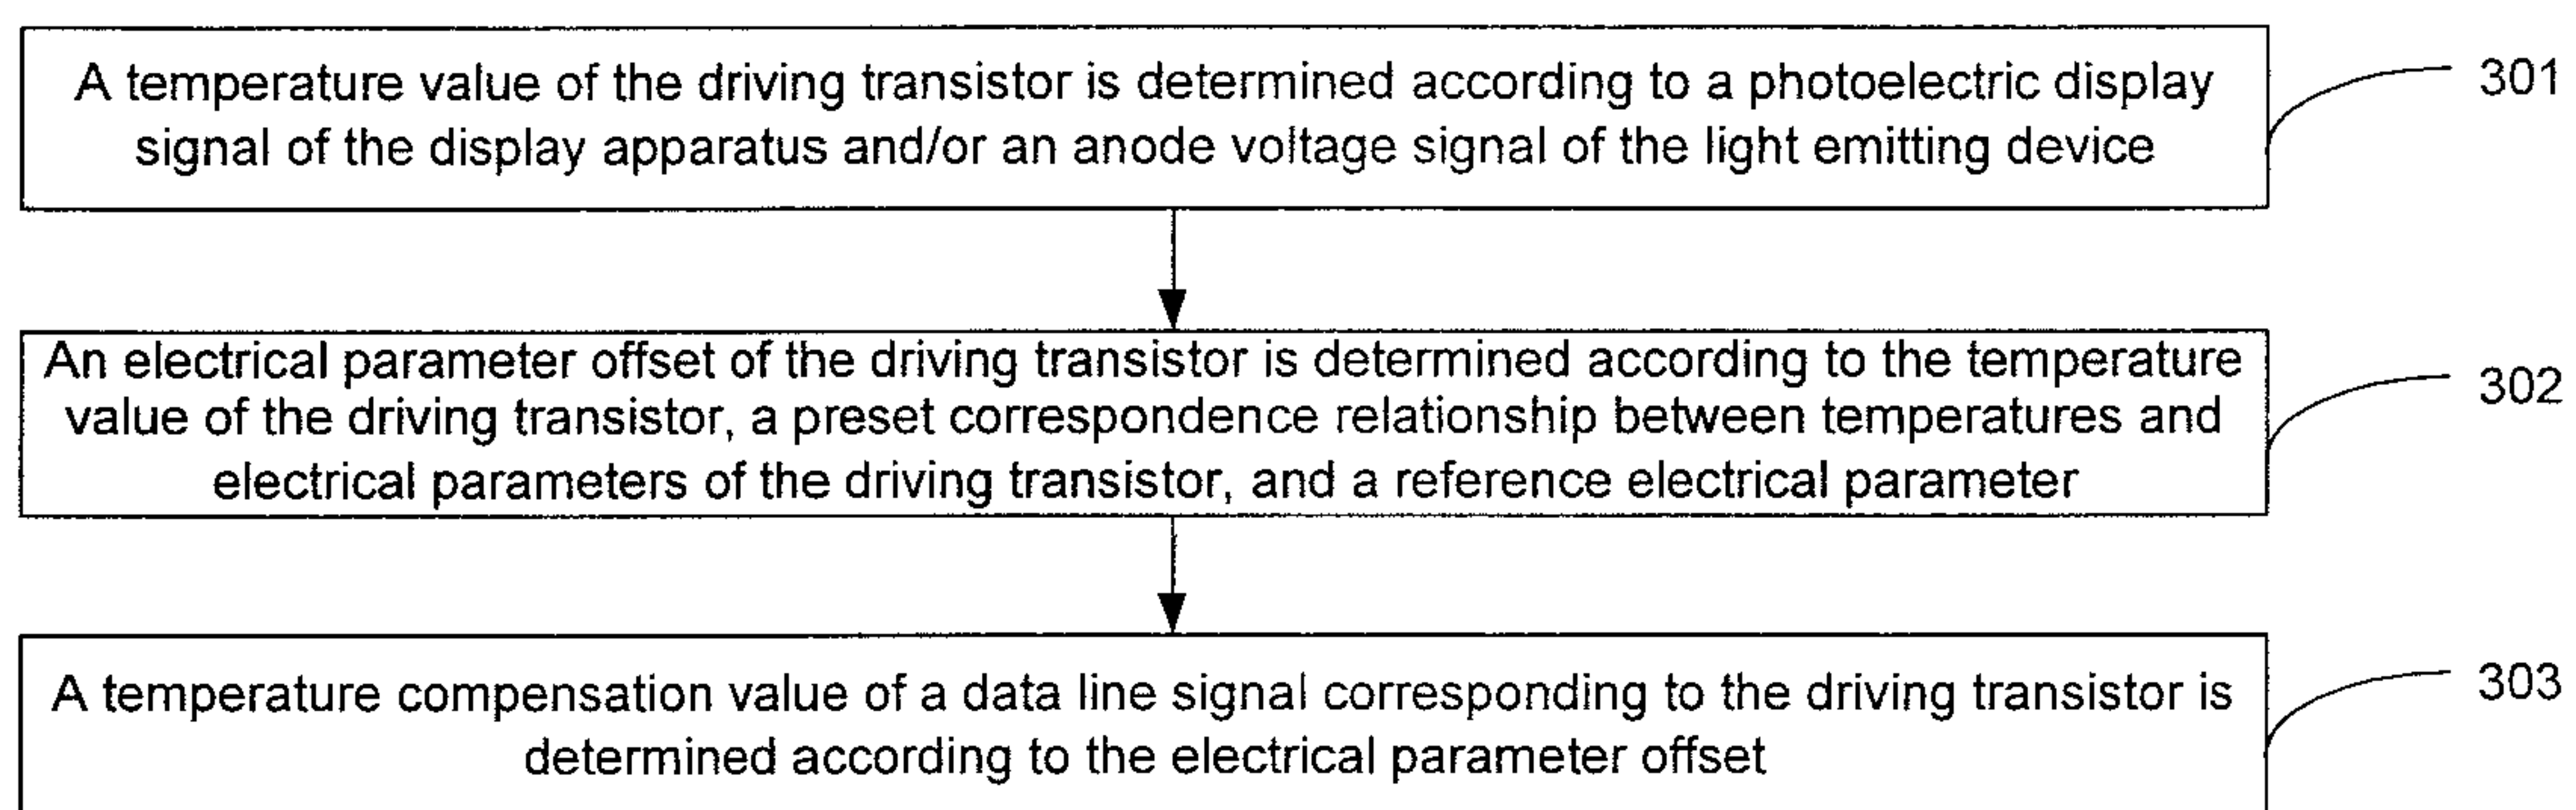 A temperature value of the driving transistor is determined according to a photoelectric display
signal of the display apparatus and/or an anode voltage signal of the light emitting device
301
An electrical parameter offset of the driving transistor is determined according to the temperature
value of the driving transistor, a preset correspondence relationship between temperatures and
electrical parameters of the driving transistor, and a reference electrical parameter
302
A temperature compensation value of a data line signal corresponding to the driving transistor is
determined according to the electrical parameter offset
303